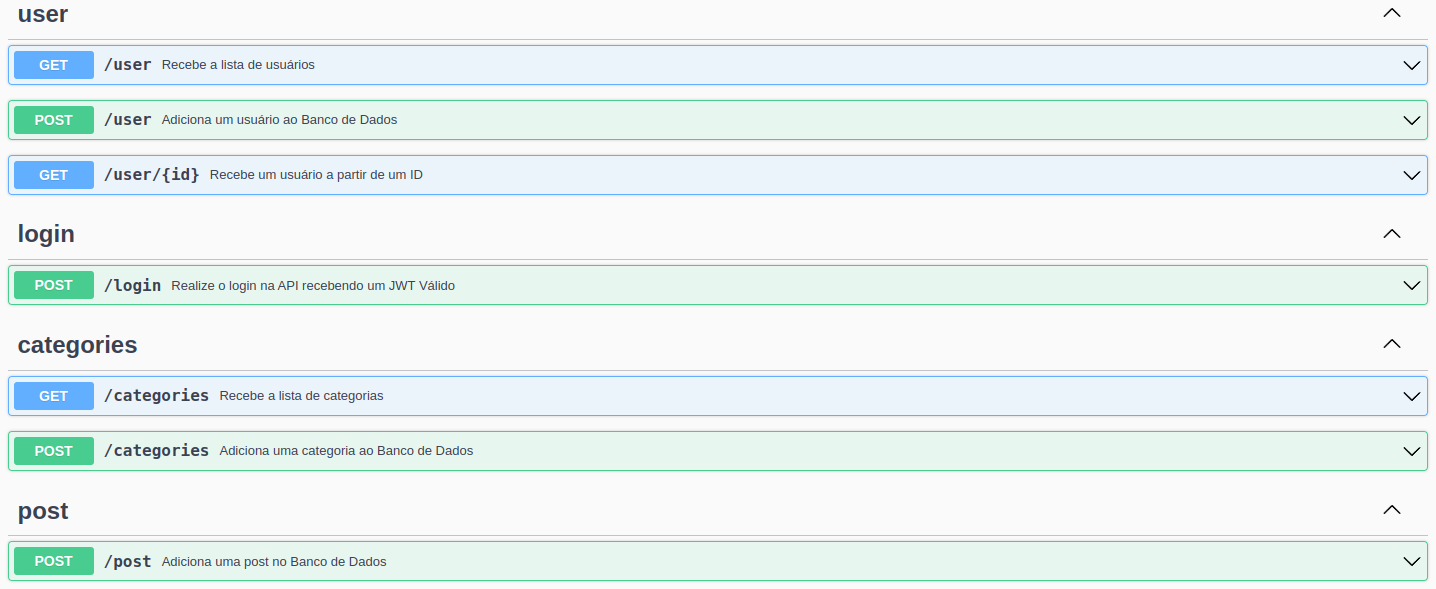 user
GET /user Recebe a lista de usuários
POST /user Adiciona um usuário ao Banco de Dados
GET /user/{id} Recebe um usuário a partir de um ID
login
POST /login Realize o login na API recebendo um JWT Válido
categories
GET /categories Recebe a lista de categorias
POST /categories Adiciona uma categoria ao Banco de Dados
post
POST /post Adiciona uma post no Banco de Dados